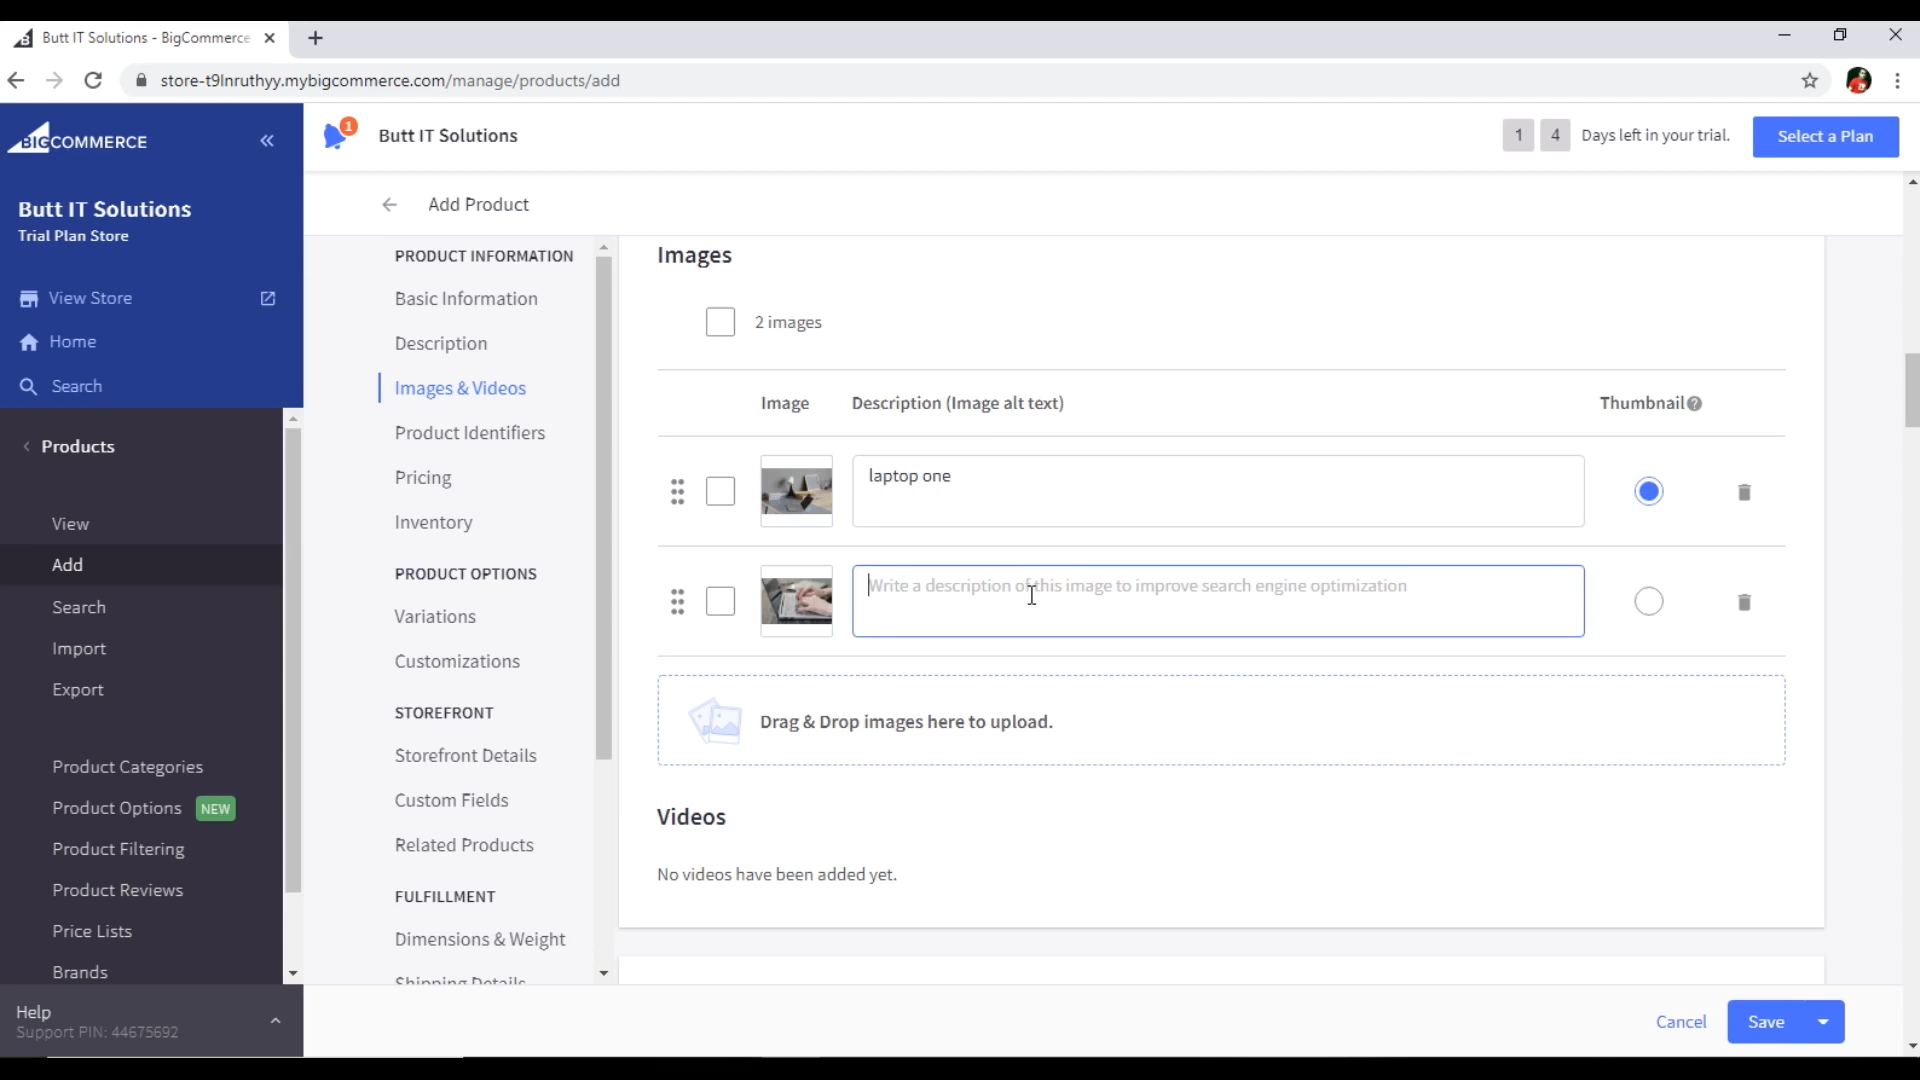 Butt IT Solutions - BigCommerce
store-t9lnruthyy.mybigcommerce.com/manage/products/add
BIGCOMMERCE
1
Butt IT Solutions
1 4 Days left in your trial.
Select a Plan
Butt IT Solutions
Trial Plan Store
View Store
Home
Search
Products
View
Add
Search
Import
Export
Product Categories
Product Options NEW
Product Filtering
Product Reviews
Price Lists
Brands
Help
Support PIN: 44675692
Add Product
PRODUCT INFORMATION
Basic Information
Description
Images & Videos
Product Identifiers
Pricing
Inventory
PRODUCT OPTIONS
Variations
Customizations
STOREFRONT
Storefront Details
Custom Fields
Related Products
FULFILLMENT
Dimensions & Weight
Shipping Details
Images
2 images
Image Description (Image alt text) Thumbnail
laptop one
Write a description of this image to improve search engine optimization
Drag & Drop images here to upload.
Videos
No videos have been added yet.
Cancel
Save